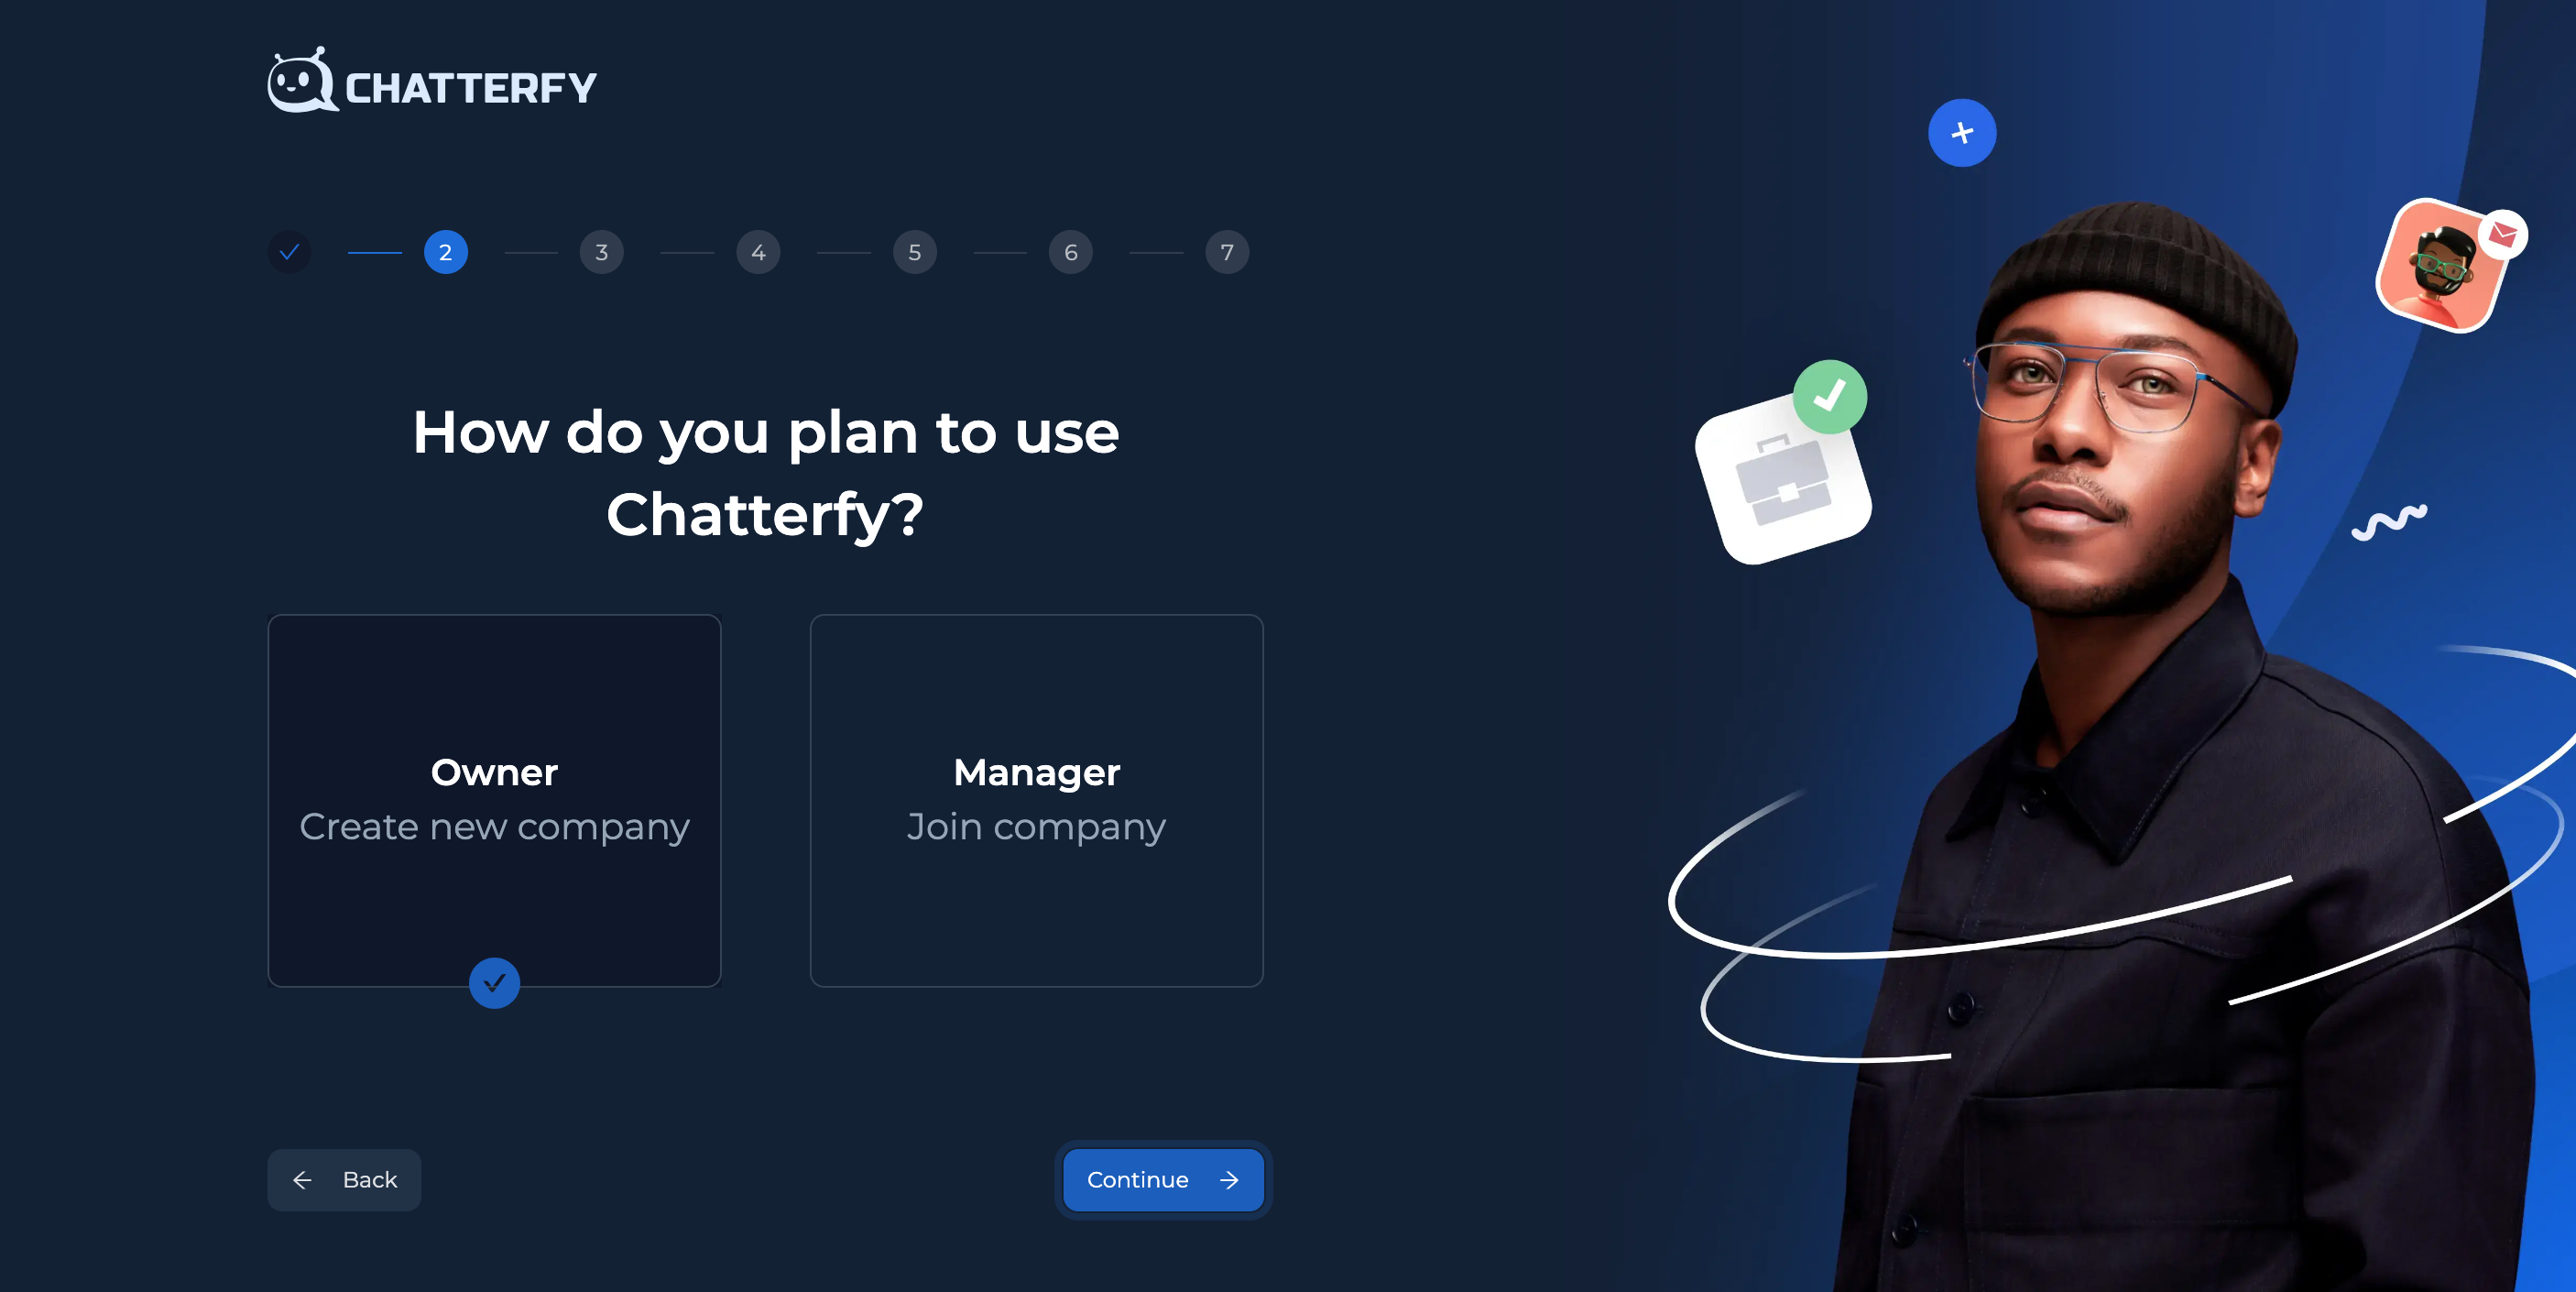 CHATTERFY
2 3 4 5 6 7
How do you plan to use
Chatterfy?
Owner
Create new company
Manager
Join company
Back
Continue